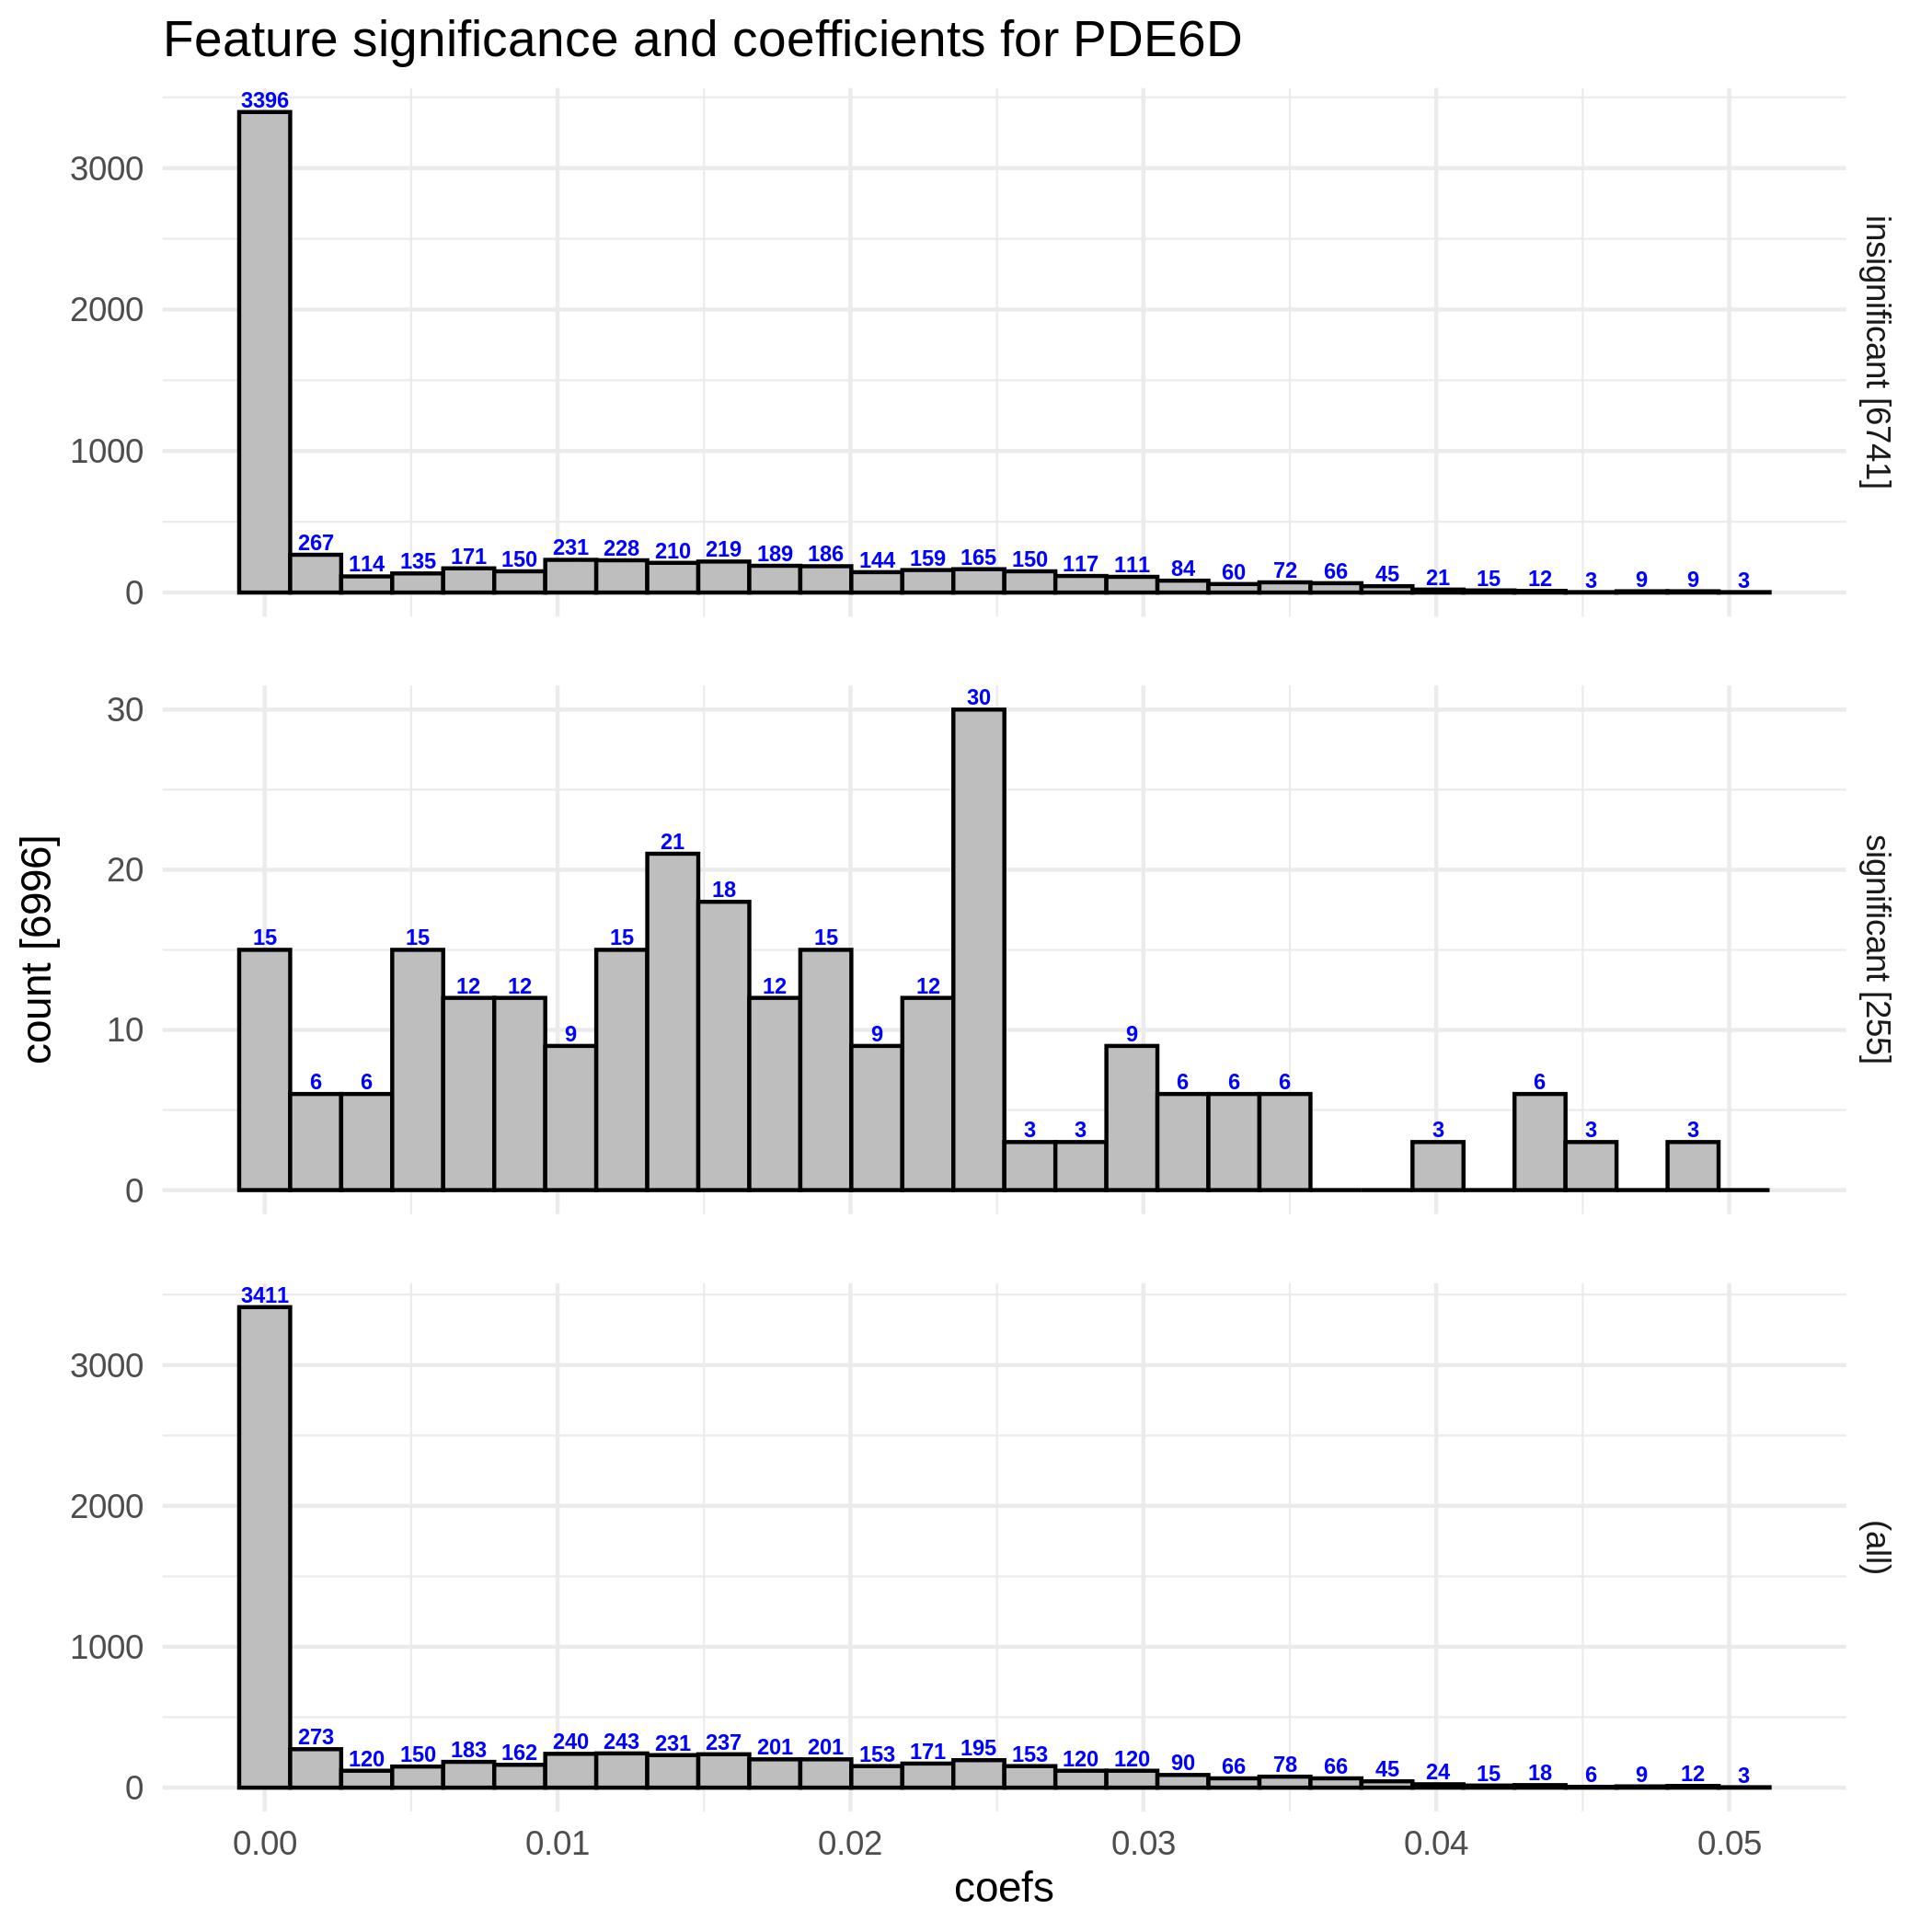 Feature significance and coefficients for PDE6D
3396
3000
2000
1000
0
267 114 135 171 150 231 228 210 219 189 186 144 159 165 150 117 111 84 60 72 66 45 21 15 12 3 9 9 3
insignificant [6741]
count [6996]
30
20
10
0
15 6 6 15 12 12 9 15 21 18 12 15 9 12 30 3 3 9 6 6 6 3 6 3 3
significant [255]
3411
3000
2000
1000
0
273 120 150 183 162 240 243 231 237 201 201 153 171 195 153 120 120 90 66 78 66 45 24 15 18 6 9 12 3
(all)
0.00 0.01 0.02 0.03 0.04 0.05
coefs